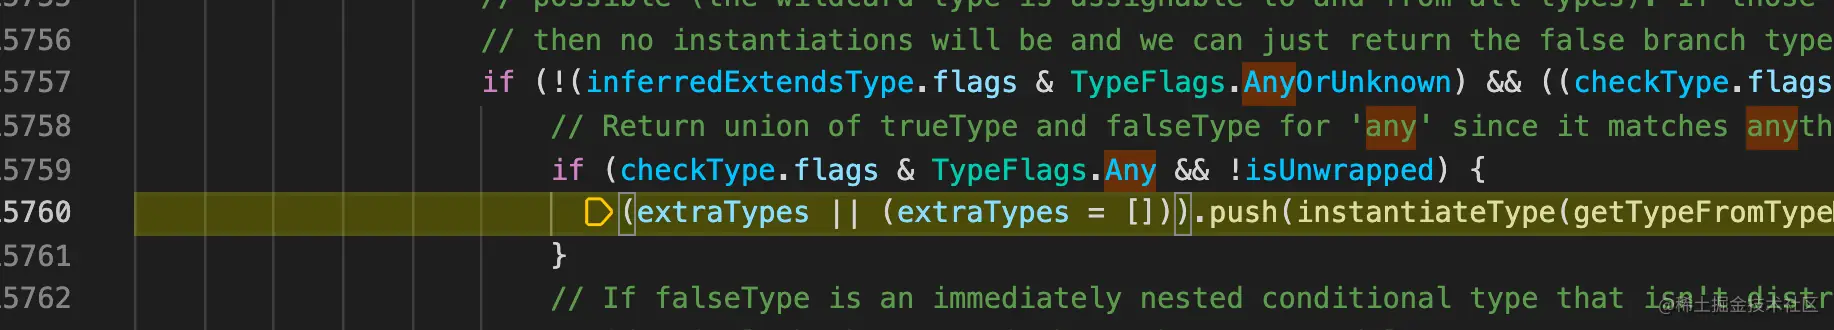 // possible (the wildcard type is assignable to and from all types). If those
5756 // then no instantiations will be and we can just return the false branch type
5757 if (!(inferredExtendsType.flags & TypeFlags.AnyOrUnknown) && ((checkType.flags
5758 // Return union of trueType and falseType for 'any' since it matches anyth
5759 if (checkType.flags & TypeFlags.Any && !isUnwrapped) {
5760 (extraTypes || (extraTypes = [])).push(instantiateType(getTypeFromType
5761 }
5762 // If falseType is an immediately nested conditional type that isn't distr
@稀土掘金技术社区